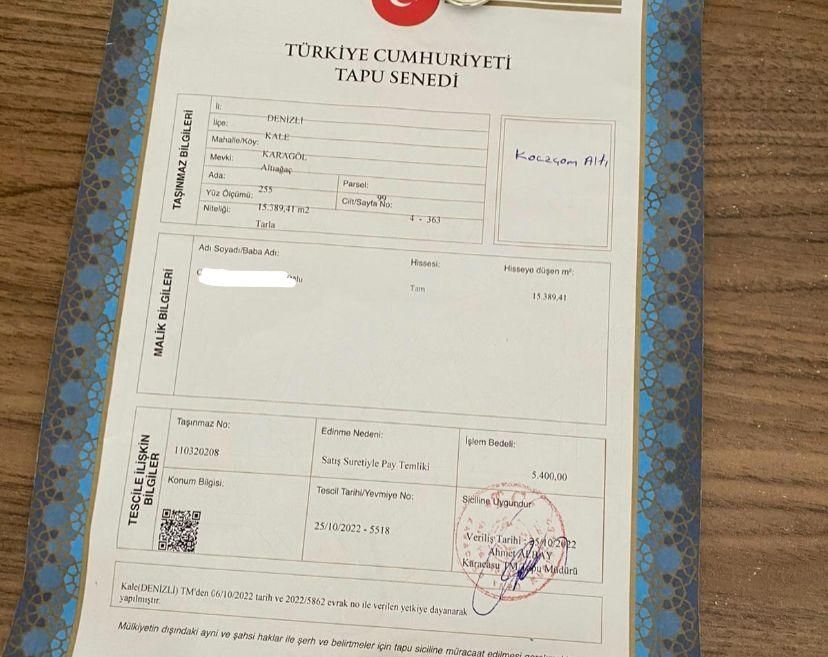 TÜRKİYE CUMHURİYETİ
TAPU SENEDİ
TAŞINMAZ BİLGİLERİ
İl: DENİZLİ
İlçe: KALE
Mahalle/Köy: KARAGÖL
Mevki: Altıağaç
Ada: 255
Parsel: 99
Yüz Ölçümü: 15.389,41 m2
Cilt/Sayfa No: 4 - 363
Niteliği: Tarla
Kocaçam Altı
MALİK BİLGİLERİ
Adı Soyadı/Baba Adı:
Hissesi:
Hisseye düşen m²:
Tam
15.389,41
TESCİLE İLİŞKİN BİLGİLER
Taşınmaz No:
110320208
Edinme Nedeni:
Satış Suretiyle Pay Temliki
İşlem Bedeli:
5.400,00
Konum Bilgisi:
Tescil Tarihi/Yevmiye No:
25/10/2022 - 5518
Siciline Uygundur
Veriliş Tarihi : 25/10/2022
Ahmet
Karacasu TM Tapu Müdürü
Kale(DENİZLİ) TM'den 06/10/2022 tarih ve 2022/5862 evrak no ile verilen yetkiye dayanarak
yapılmıştır.
Mülkiyetin dışındaki ayni ve şahsi haklar ile şerh ve belirtmeler için tapu siciline müracaat edilmesi